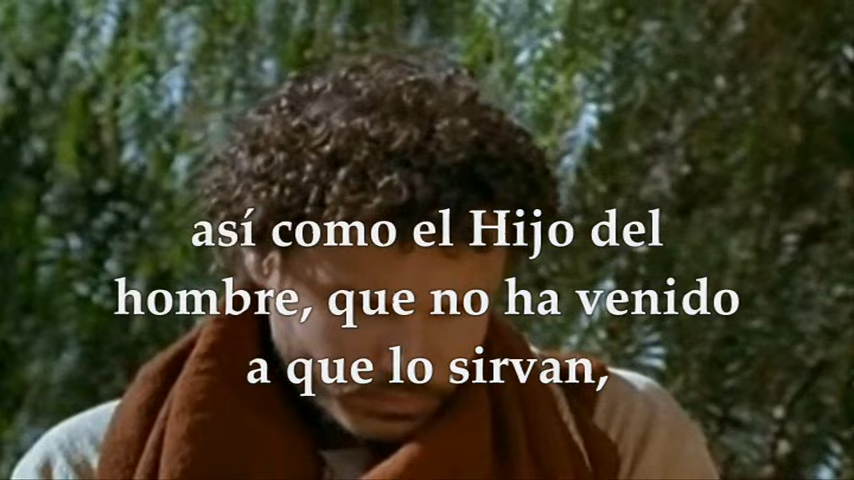 así como el Hijo del
hombre, que no ha venido
a que lo sirvan,